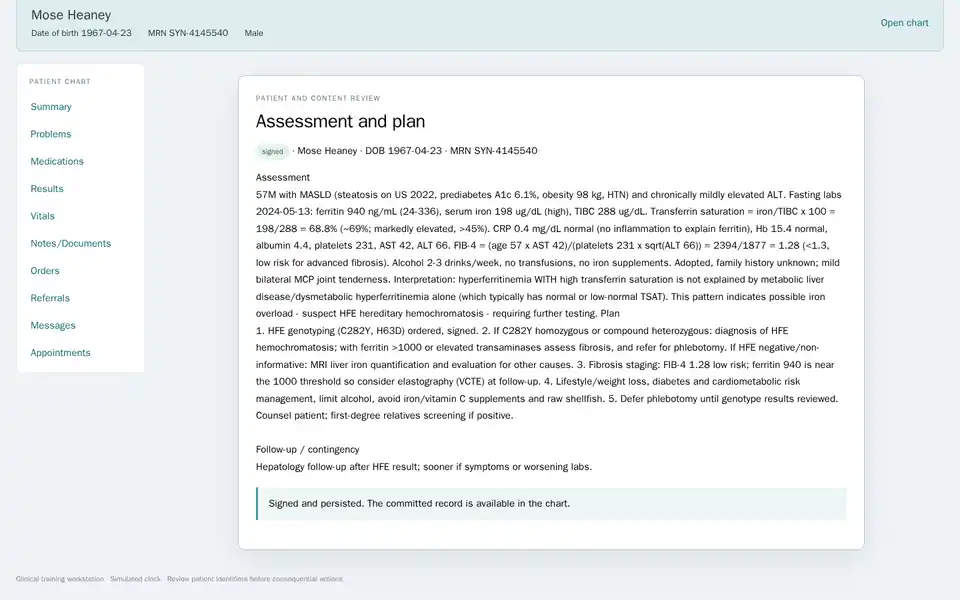 Mose Heaney
Date of birth 1967-04-23 MRN SYN-4145540 Male
Open chart
PATIENT CHART
Summary
Problems
Medications
Results
Vitals
Notes/Documents
Orders
Referrals
Messages
Appointments
PATIENT AND CONTENT REVIEW
Assessment and plan
signed · Mose Heaney · DOB 1967-04-23 · MRN SYN-4145540
Assessment
57M with MASLD (steatosis on US 2022, prediabetes A1c 6.1%, obesity 98 kg, HTN) and chronically mildly elevated ALT. Fasting labs
2024-05-13: ferritin 940 ng/mL (24-336), serum iron 198 ug/dL (high), TIBC 288 ug/dL. Transferrin saturation = iron/TIBC x 100 =
198/288 = 68.8% (~69%; markedly elevated, >45%). CRP 0.4 mg/dL normal (no inflammation to explain ferritin), Hb 15.4 normal,
albumin 4.4, platelets 231, AST 42, ALT 66. FIB-4 = (age 57 x AST 42)/(platelets 231 x sqrt(ALT 66)) = 2394/1877 = 1.28 (<1.3,
low risk for advanced fibrosis). Alcohol 2-3 drinks/week, no transfusions, no iron supplements. Adopted, family history unknown; mild
bilateral MCP joint tenderness. Interpretation: hyperferritinemia WITH high transferrin saturation is not explained by metabolic liver
disease/dysmetabolic hyperferritinemia alone (which typically has normal or low-normal TSAT). This pattern indicates possible iron
overload - suspect HFE hereditary hemochromatosis - requiring further testing. Plan
1. HFE genotyping (C282Y, H63D) ordered, signed. 2. If C282Y homozygous or compound heterozygous: diagnosis of HFE
hemochromatosis; with ferritin >1000 or elevated transaminases assess fibrosis, and refer for phlebotomy. If HFE negative/non-
informative: MRI liver iron quantification and evaluation for other causes. 3. Fibrosis staging: FIB-4 1.28 low risk; ferritin 940 is near
the 1000 threshold so consider elastography (VCTE) at follow-up. 4. Lifestyle/weight loss, diabetes and cardiometabolic risk
management, limit alcohol, avoid iron/vitamin C supplements and raw shellfish. 5. Defer phlebotomy until genotype results reviewed.
Counsel patient; first-degree relatives screening if positive.
Follow-up / contingency
Hepatology follow-up after HFE result; sooner if symptoms or worsening labs.
Signed and persisted. The committed record is available in the chart.
Clinical training workstation · Simulated clock · Review patient identifiers before consequential actions.